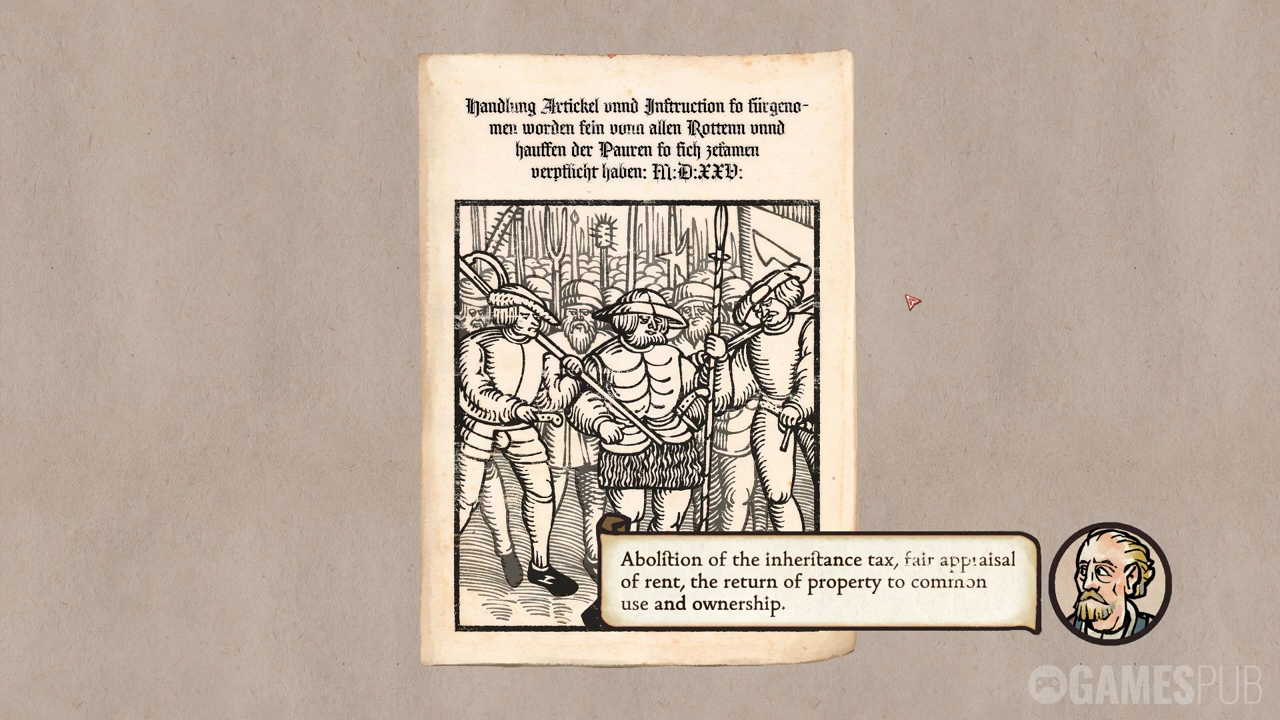 Handlung Artickel vnnd Inſtruction ſo fürgeno-
men worden ſein vonn allen Rottenn vnnd
hauffen der Pauren ſo ſich zeſamen
verpflicht haben: M:D:XXV:
Aboliſtion of the inheriſtance tax, fair appraisal
of rent, the return of property to common
use and ownership.
GAMESPUB